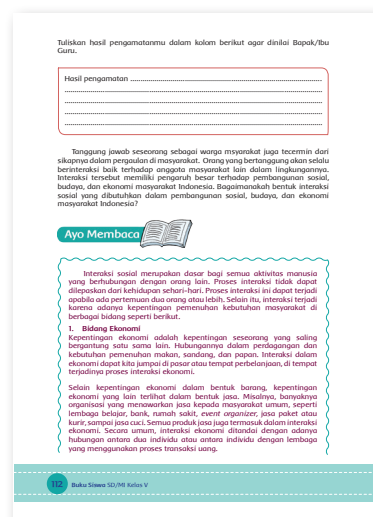 Tuliskan hasil pengamatanmu dalam kolom berikut agar dinilai Bapak/Ibu
Guru.
Hasil pengamatan ................................................................................
..........................................................................................................
..........................................................................................................
..........................................................................................................
..........................................................................................................
Tanggung jawab seseorang sebagai warga msyarakat juga tecermin dari
sikapnya dalam pergaulan di masyarakat. Orang yang bertanggung akan selalu
berinteraksi baik terhadap anggota masyarakat lain dalam lingkungannya.
Interaksi tersebut memiliki pengaruh besar terhadap pembangunan sosial,
budaya, dan ekonomi masyarakat Indonesia. Bagaimanakah bentuk interaksi
sosial yang dibutuhkan dalam pembangunan sosial, budaya, dan ekonomi
masyarakat Indonesia?
Ayo Membaca
Interaksi sosial merupakan dasar bagi semua aktivitas manusia
yang berhubungan dengan orang lain. Proses interaksi tidak dapat
dilepaskan dari kehidupan sehari-hari. Proses interaksi ini dapat terjadi
apabila ada pertemuan dua orang atau lebih. Selain itu, interaksi terjadi
karena adanya kepentingan pemenuhan kebutuhan masyarakat di
berbagai bidang seperti berikut.
1. Bidang Ekonomi
Kepentingan ekonomi adalah kepentingan seseorang yang saling
bergantung satu sama lain. Hubungannya dalam perdagangan dan
kebutuhan pemenuhan makan, sandang, dan papan. Interaksi dalam
ekonomi dapat kita jumpai di pasar atau tempat perbelanjaan, di tempat
terjadinya proses interaksi ekonomi.
Selain kepentingan ekonomi dalam bentuk barang, kepentingan
ekonomi yang lain terlihat dalam bentuk jasa. Misalnya, banyaknya
organisasi yang menawarkan jasa kepada masyarakat umum, seperti
lembaga belajar, bank, rumah sakit, event organizer, jasa paket atau
kurir, sampai jasa cuci. Semua produk jasa juga termasuk dalam interaksi
ekonomi. Secara umum, interaksi ekonomi ditandai dengan adanya
hubungan antara dua individu atau antara individu dengan lembaga
yang menggunakan proses transaksi uang.
112 Buku Siswa SD/MI Kelas V